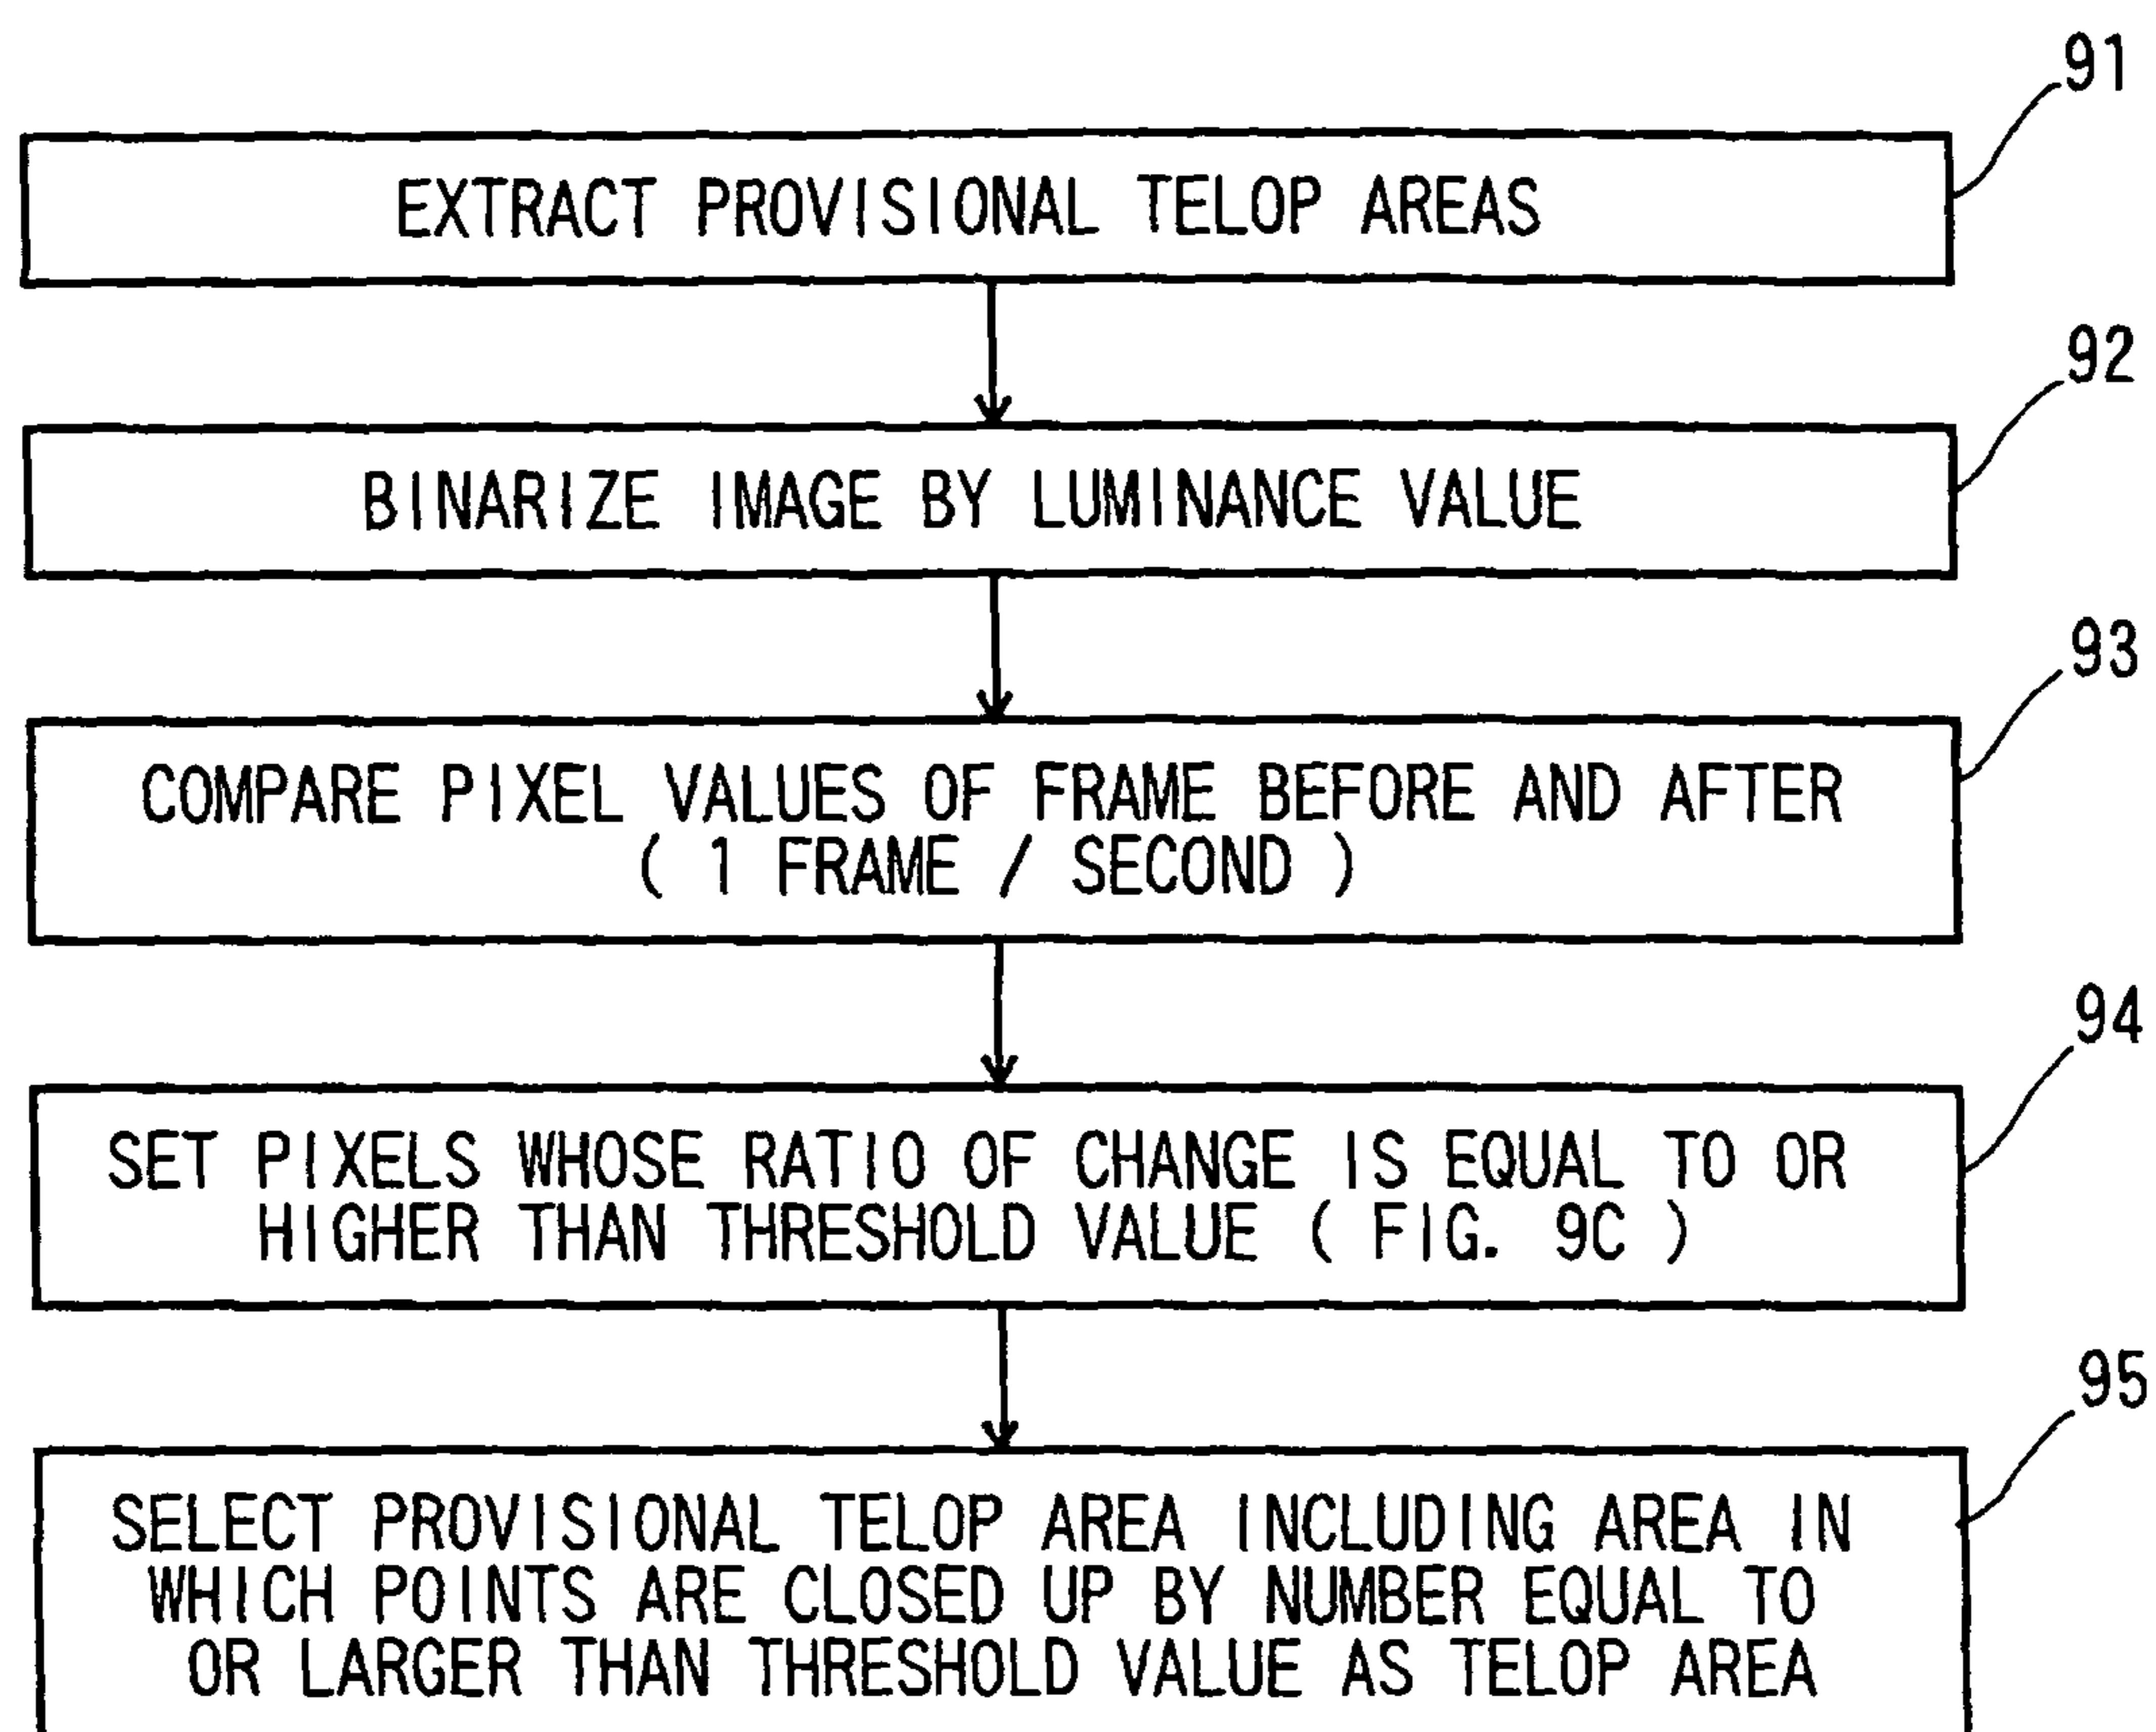 91
EXTRACT PROVISIONAL TELOP AREAS
92
BINARIZE IMAGE BY LUMINANCE VALUE
93
COMPARE PIXEL VALUES OF FRAME BEFORE AND AFTER
( 1 FRAME / SECOND )
94
SET PIXELS WHOSE RATIO OF CHANGE IS EQUAL TO OR
HIGHER THAN THRESHOLD VALUE ( FIG. 9C )
95
SELECT PROVISIONAL TELOP AREA INCLUDING AREA IN
WHICH POINTS ARE CLOSED UP BY NUMBER EQUAL TO
OR LARGER THAN THRESHOLD VALUE AS TELOP AREA